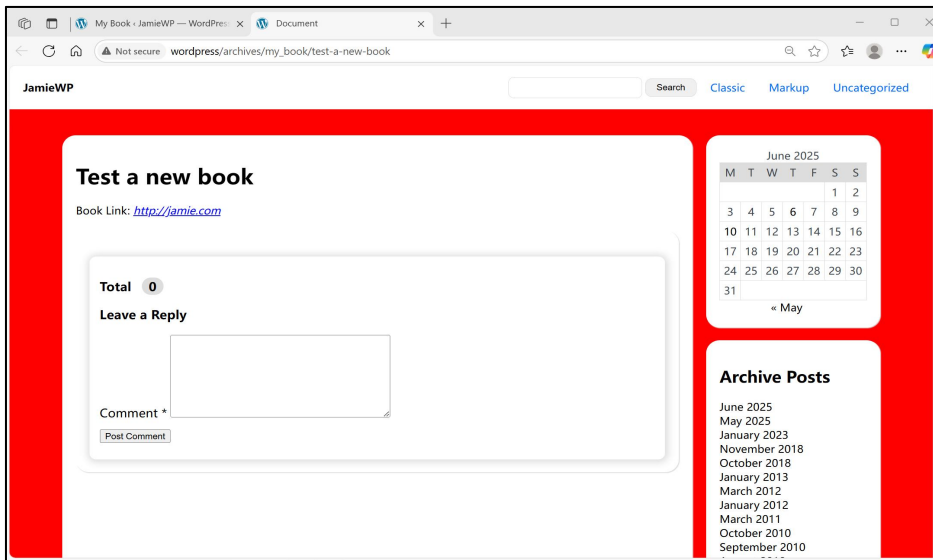 My Book ‹ JamieWP — WordPres
Document
Not secure wordpress/archives/my_book/test-a-new-book
JamieWP
Search
Classic Markup Uncategorized
Test a new book
Book Link: http://jamie.com
Total 0
Leave a Reply
Comment *
Post Comment
June 2025
M T W T F S S
1 2
3 4 5 6 7 8 9
10 11 12 13 14 15 16
17 18 19 20 21 22 23
24 25 26 27 28 29 30
31
« May
Archive Posts
June 2025
May 2025
January 2023
November 2018
October 2018
January 2013
March 2012
January 2012
March 2011
October 2010
September 2010